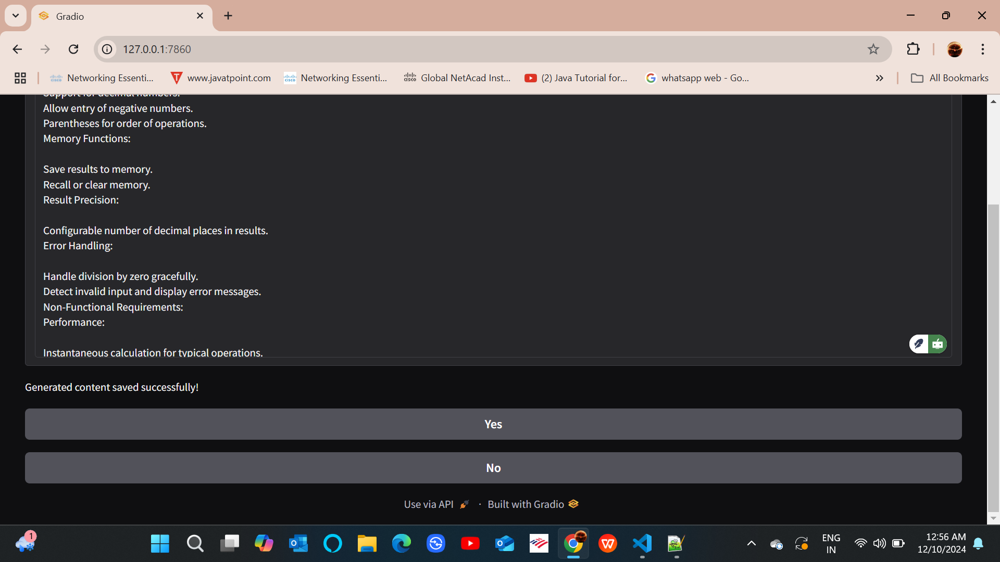 Gradio
127.0.0.1:7860
Networking Essenti...
www.javatpoint.com
Networking Essenti...
Global NetAcad Inst...
(2) Java Tutorial for...
whatsapp web - Go...
All Bookmarks
Support for decimal numbers.
Allow entry of negative numbers.
Parentheses for order of operations.
Memory Functions:
Save results to memory.
Recall or clear memory.
Result Precision:
Configurable number of decimal places in results.
Error Handling:
Handle division by zero gracefully.
Detect invalid input and display error messages.
Non-Functional Requirements:
Performance:
Instantaneous calculation for typical operations.
Generated content saved successfully!
Yes
No
Use via API · Built with Gradio
1
ENG
IN
12:56 AM
12/10/2024